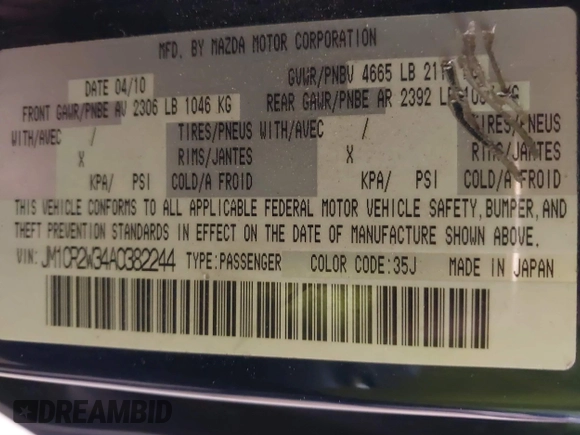 MFD. BY MAZDA MOTOR CORPORATION
DATE 04/10
GVWR/PNBV 4665 LB
FRONT GAWR/PNBE AV 2306 LB 1046 KG
REAR GAWR/PNBE AR 2392 KG
WITH/AVEC / TIRES/PNEUS WITH/AVEC / TIRES/PNEUS
X RIMS/JANTES X RIMS/JANTES
KPA/ PSI COLD/A FROID KPA/ PSI COLD/A FROID
THIS VEHICLE CONFORMS TO ALL APPLICABLE FEDERAL MOTOR VEHICLE SAFETY, BUMPER, AND
THEFT PREVENTION STANDARDS IN EFFECT ON THE DATE OF MANUFACTURE SHOWN ABOVE.
VIN: JM1CR2W34A0382244 TYPE:PASSENGER COLOR CODE:35J MADE IN JAPAN
DREAMBID